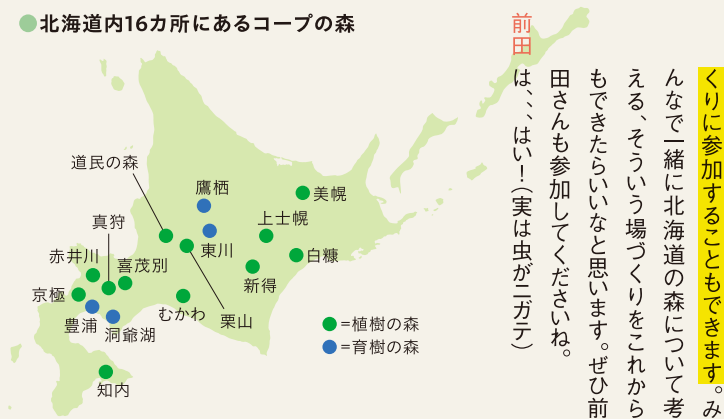 ●北海道内16カ所にあるコープの森
道民の森
鷹栖
美幌
真狩
上士幌
東川
赤井川
喜茂別
白糠
新得
京極
むかわ
豊浦
洞爺湖
栗山
知内
●=植樹の森
●=育樹の森
くりに参加することもできます。み
んなで一緒に北海道の森について考
える、そういう場づくりをこれから
もできたらいいなと思います。ぜひ前
田さんも参加してくださいね。
前田
は、、、はい！（実は虫がニガテ）